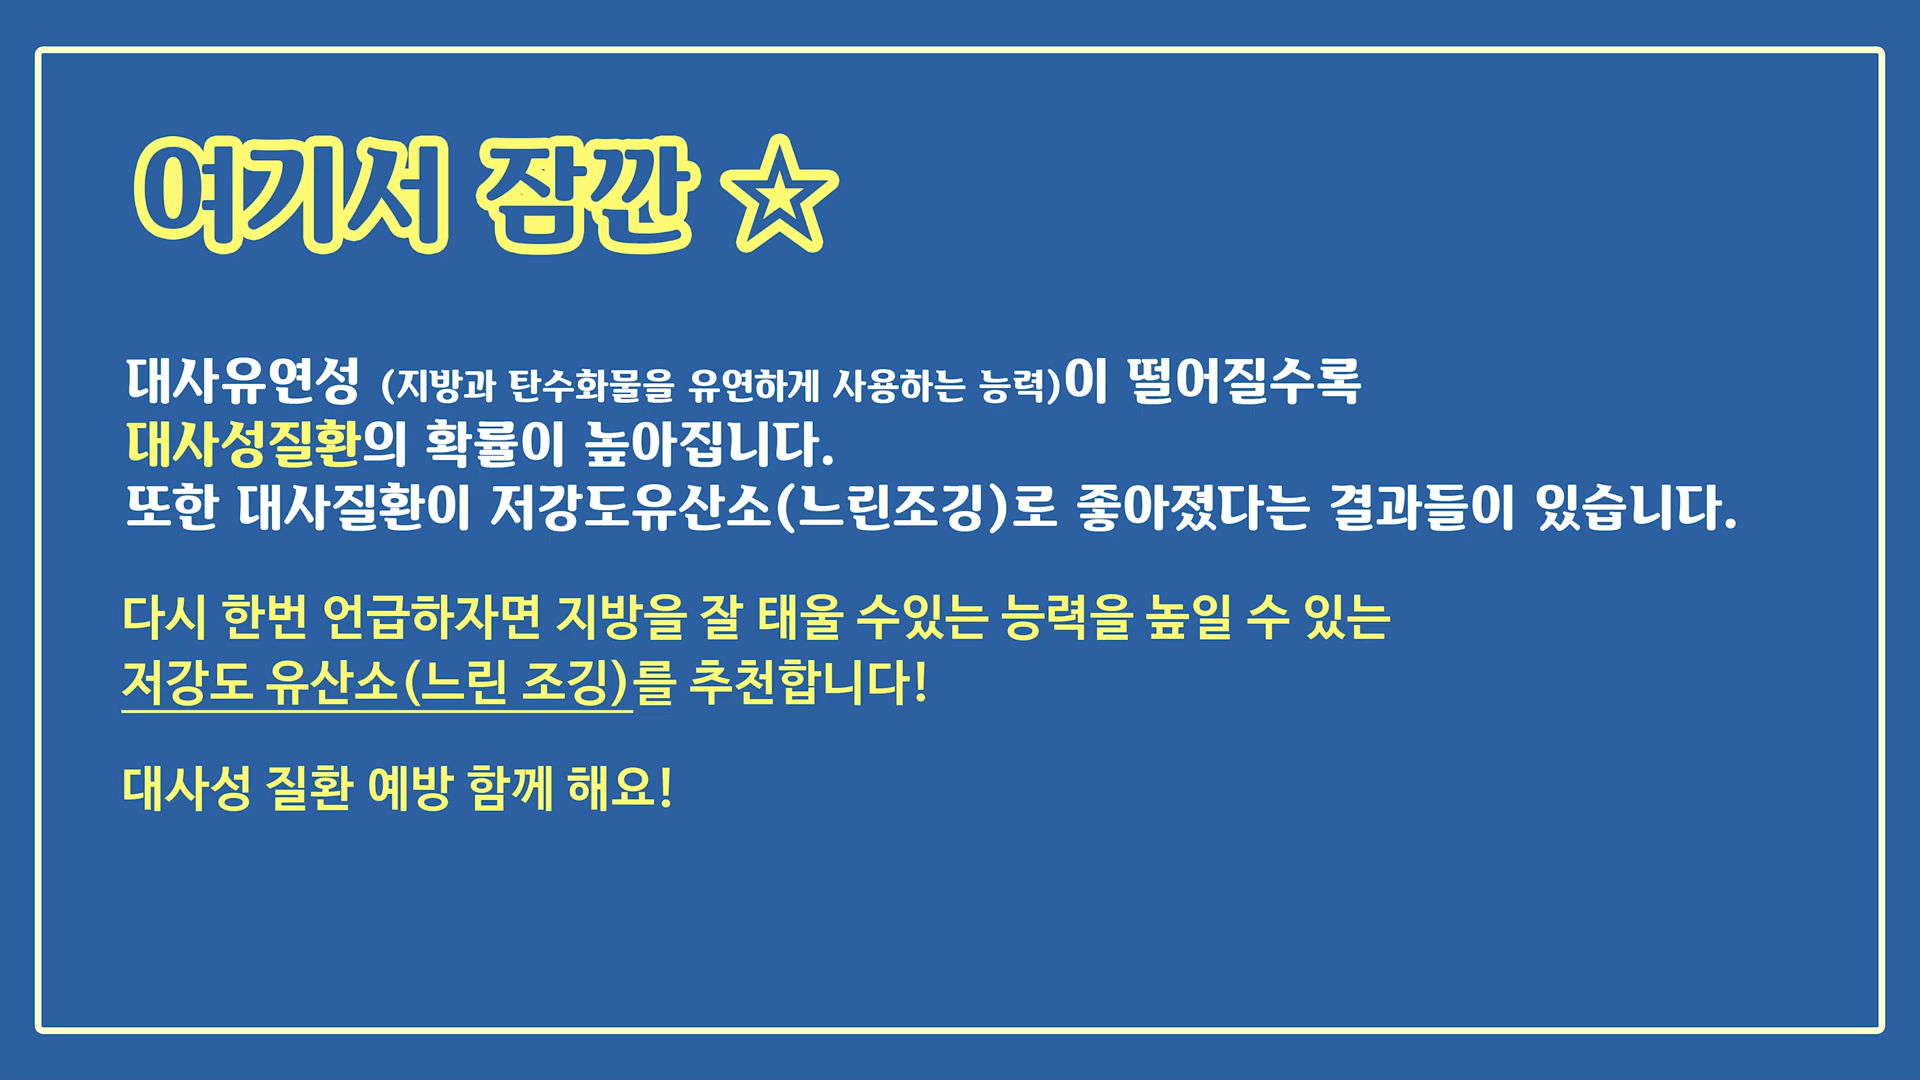 여기서 잠깐 ☆
대사유연성 (지방과 탄수화물을 유연하게 사용하는 능력)이 떨어질수록
대사성질환의 확률이 높아집니다.
또한 대사질환이 저강도유산소(느린조깅)로 좋아졌다는 결과들이 있습니다.
다시 한번 언급하자면 지방을 잘 태울 수있는 능력을 높일 수 있는
저강도 유산소(느린 조깅)를 추천합니다!
대사성 질환 예방 함께 해요!